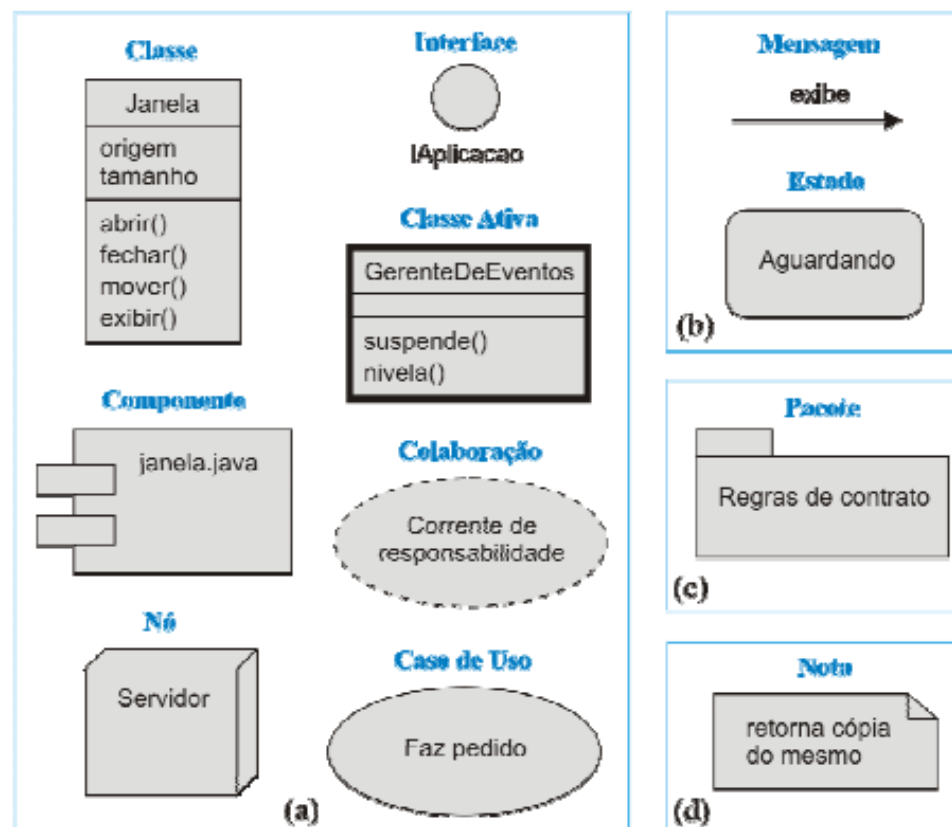 Classe
Janela
origem
tamanho
abrir()
fechar()
mover()
exibir()
Interface
IAplicacao
Classe Ativa
GerenteDeEventos
suspende()
nivela()
Componente
janela.java
Colaboração
Corrente de
responsabilidade
Nó
Servidor
Caso de Uso
Faz pedido
(a)
Mensagem
exibe
Estado
Aguardando
(b)
Pacote
Regras de contrato
(c)
Nota
retorna cópia
do mesmo
(d)